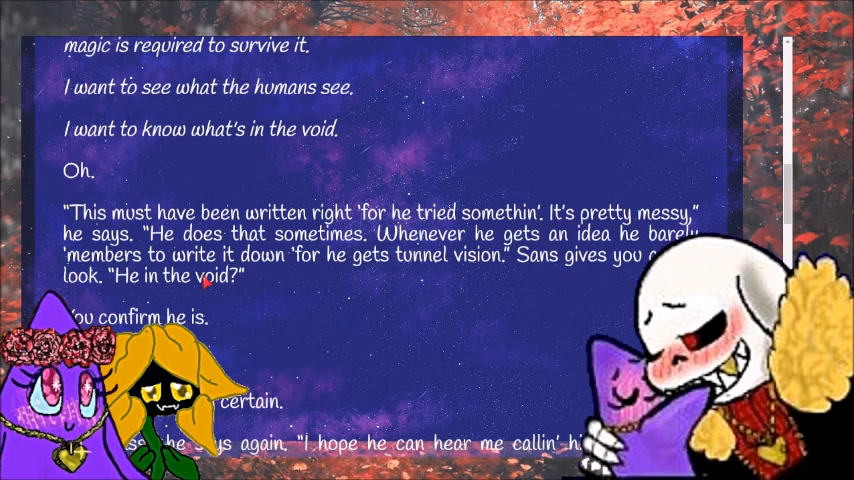 magic is required to survive it.
I want to see what the humans see.
I want to know what's in the void.
Oh.
“This must have been written right ‘for he tried somethin’. It’s pretty messy,”
he says. “He does that sometimes. Whenever he gets an idea he barely
‘members to write it down ‘for he gets tunnel vision.” Sans gives you
look. “He in the void?”
You confirm he is.
certain.
he says again. “I hope he can hear me callin’